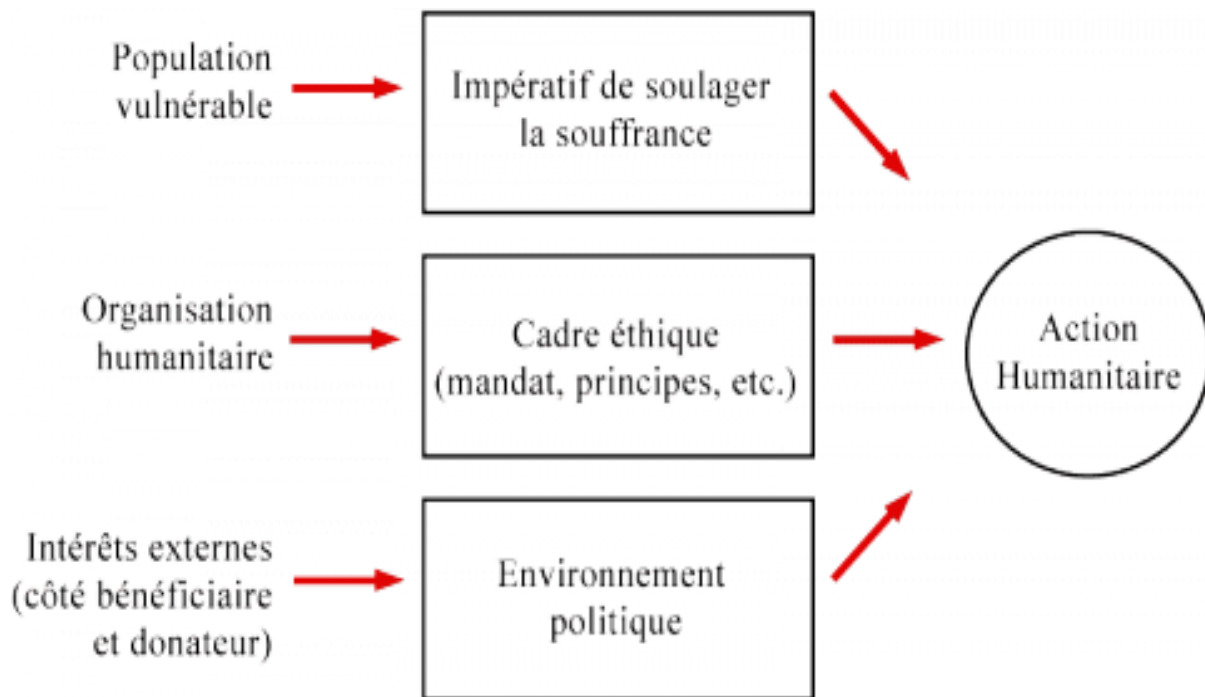 Population
vulnérable
Impératif de soulager
la souffrance
Organisation
humanitaire
Cadre éthique
(mandat, principes, etc.)
Action
Humanitaire
Intérêts externes
(côté bénéficiaire
et donateur)
Environnement
politique